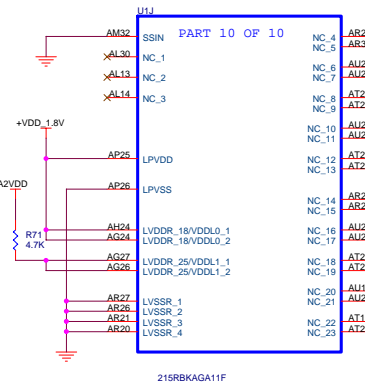 U1J
PART 10 OF 10
AM32 SSIN NC_4
NC_5
AL30 NC_1 NC_6
NC_7
AL13 NC_2
AL14 NC_3 NC_8
NC_9
+VDD_1.8V NC_10
NC_11
AP25 LPVDD NC_12
NC_13
A2VDD AP26 LPVSS
NC_14
NC_15
AH24 LVDDR_18/VDDL0_1 NC_16
R71 AG24 LVDDR_18/VDDL0_2 NC_17
4.7K
AG27 LVDDR_25/VDDL1_1 NC_18
AG26 LVDDR_25/VDDL1_2 NC_19
NC_20
AR27 LVSSR_1 NC_21
AR26 LVSSR_2
AR21 LVSSR_3 NC_22
AR20 LVSSR_4 NC_23
215RBKAGA11F